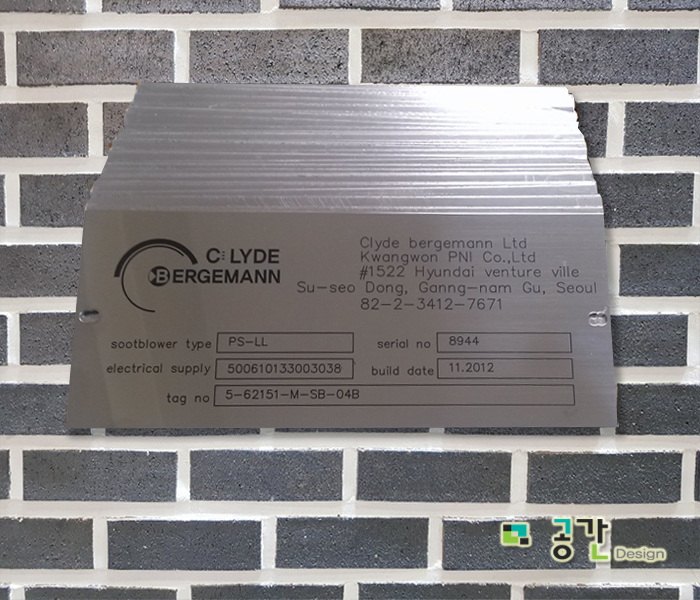 CLYDE
BERGEMANN
Clyde bergemann Ltd
Kwangwon PNI Co.,Ltd
#1522 Hyundai venture ville
Su-seo Dong, Ganng-nam Gu, Seoul
82-2-3412-7671
sootblower type PS-LL serial no 8944
electrical supply 500610133003038 build date 11.2012
tag no 5-62151-M-SB-04B
공간 Design